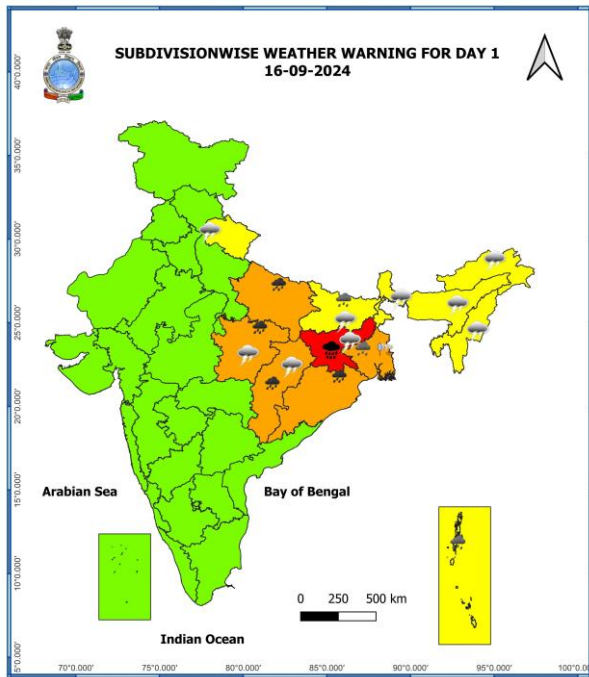 SUBDIVISIONWISE WEATHER WARNING FOR DAY 1
16-09-2024
40°0.000'
35°0.000'
30°0.000'
25°0.000'
20°0.000'
15°0.000'
10°0.000'
5°0.000'
Arabian Sea
Bay of Bengal
0 250 500 km
Indian Ocean
70°0.000' 75°0.000' 80°0.000' 85°0.000' 90°0.000' 95°0.000' 100°0.000'